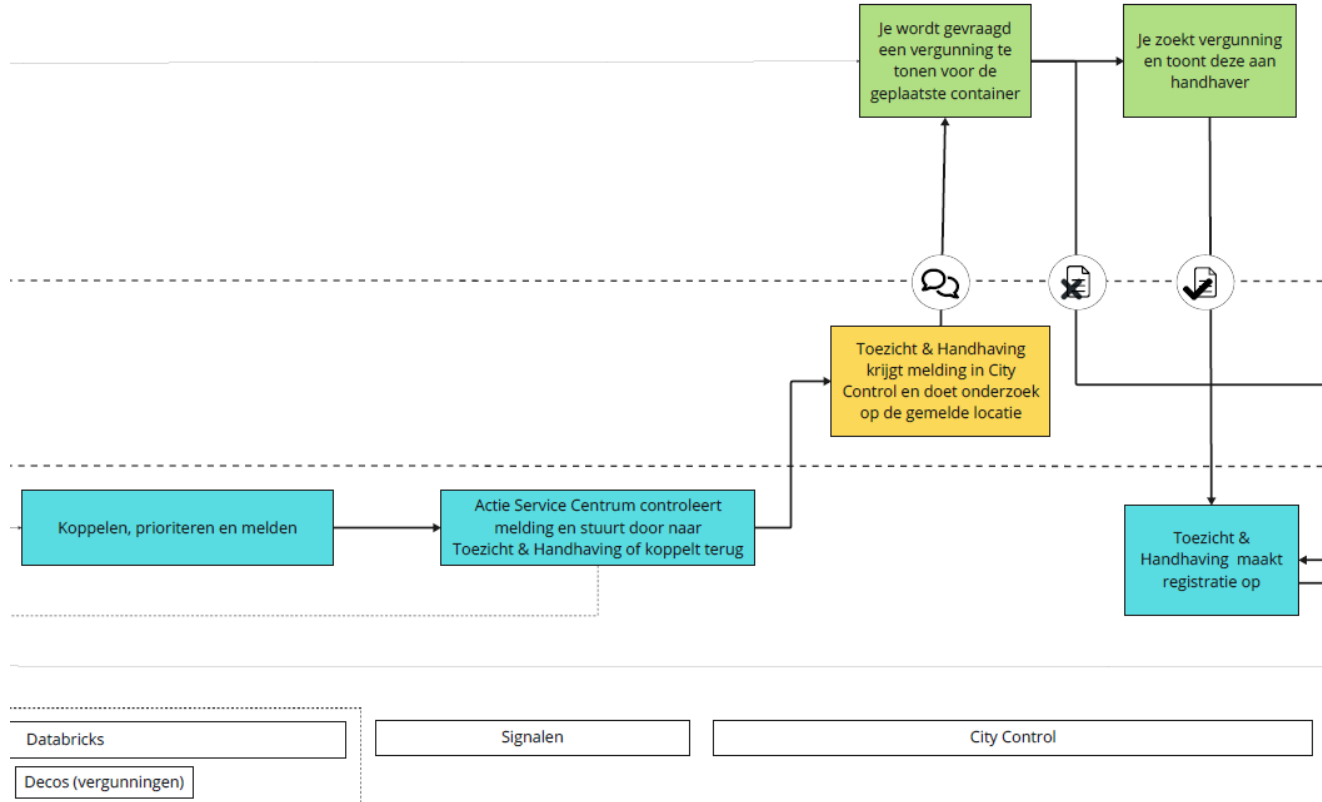 Je wordt gevraagd
een vergunning te
tonen voor de
geplaatste container
Je zoekt vergunning
en toont deze aan
handhaver
Toezicht & Handhaving
krijgt melding in City
Control en doet onderzoek
op de gemelde locatie
Koppelen, prioriteren en melden
Actie Service Centrum controleert
melding en stuurt door naar
Toezicht & Handhaving of koppelt terug
Toezicht &
Handhaving maakt
registratie op
Databricks
Signalen
City Control
Decos (vergunningen)